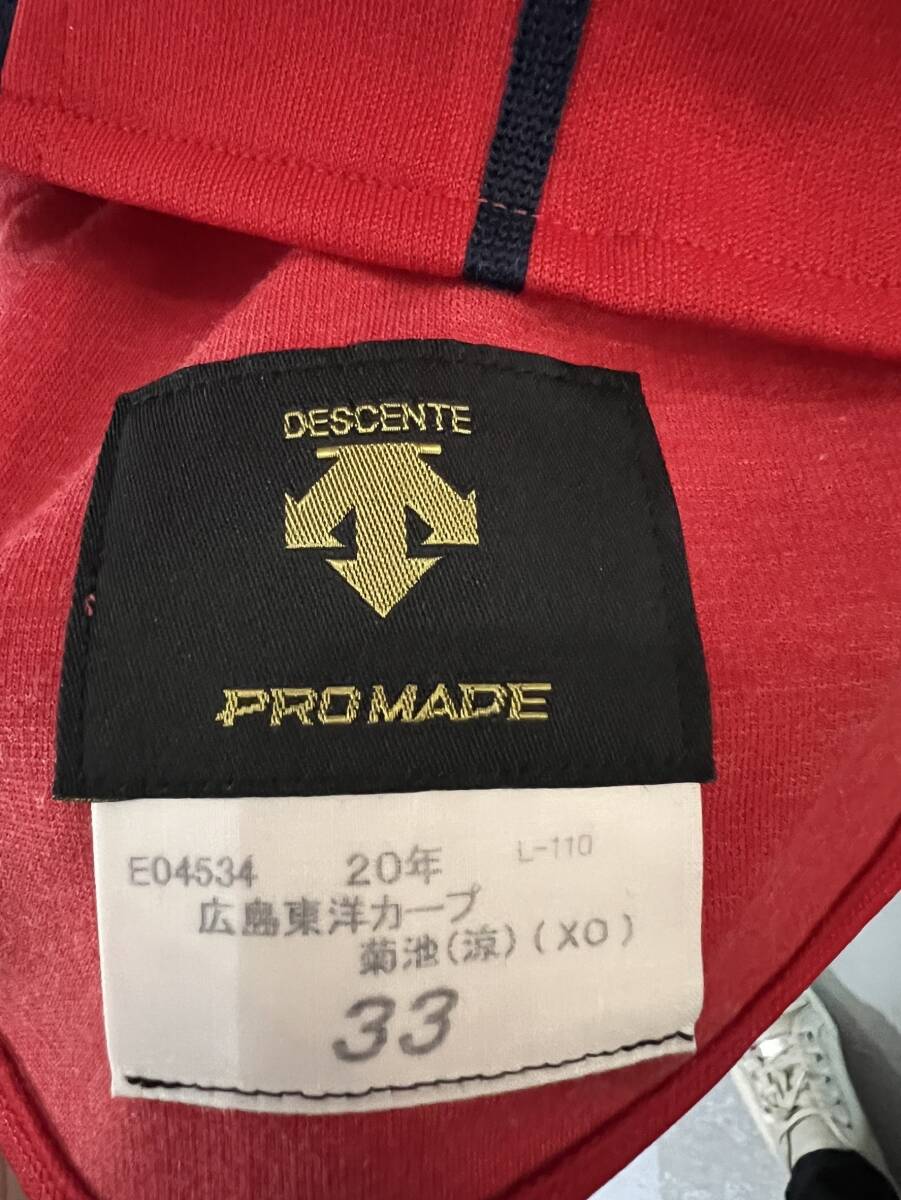 DESCENTE
PRO MADE
E04534 20年 L-110
広島東洋カープ
菊池(涼)(XO)
33